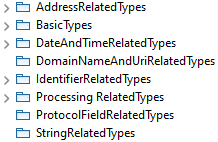 AddressRelatedTypes
BasicTypes
DateAndTimeRelatedTypes
DomainNameAndUriRelatedTypes
IdentifierRelatedTypes
Processing RelatedTypes
ProtocolFieldRelatedTypes
StringRelatedTypes